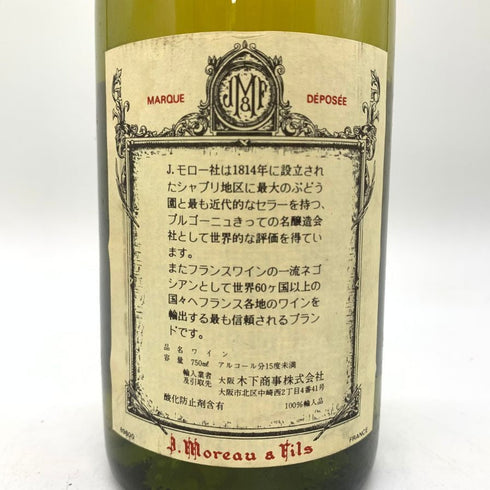 JM&F
MARQUE DÉPOSÉE
J.モロー社は1814年に設立され
たシャブリ地区に最大のぶどう
園と最も近代的なセラーを持つ、
ブルゴーニュきっての名醸造会
社として世界的な評価を得てい
ます。
またフランスワインの一流ネゴ
シアンとして世界60ヶ国以上の
国々へフランス各地のワインを
輸出する最も信頼されるブラン
ドです。
品名 ワイン
容量 750ml アルコール分15度未満
輸入業者及引取先 大阪 木下商事株式会社
大阪市北区中崎西2丁目4番41号
酸化防止剤含有 100%輸入品
89800 J. Moreau & Fils FRANCE